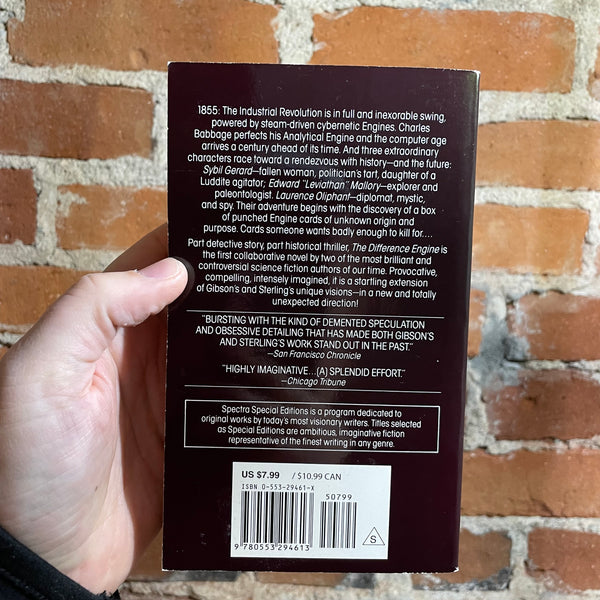 1855: The Industrial Revolution is in full and inexorable swing,
powered by steam-driven cybernetic Engines. Charles
Babbage perfects his Analytical Engine and the computer age
arrives a century ahead of its time. And three extraordinary
characters race toward a rendezvous with history—and the future:
Sybil Gerard—fallen woman, politician's tart, daughter of a
Luddite agitator; Edward "Leviathan" Mallory—explorer and
paleontologist. Laurence Oliphant—diplomat, mystic,
and spy. Their adventure begins with the discovery of a box
of punched Engine cards of unknown origin and
purpose. Cards someone wants badly enough to kill for....
Part detective story, part historical thriller, The Difference Engine is
the first collaborative novel by two of the most brilliant and
controversial science fiction authors of our time. Provocative,
compelling, intensely imagined, it is a startling extension
of Gibson's and Sterling's unique visions—in a new and totally
unexpected direction!
"BURSTING WITH THE KIND OF DEMENTED SPECULATION
AND OBSESSIVE DETAILING THAT HAS MADE BOTH GIBSON'S
AND STERLING'S WORK STAND OUT IN THE PAST."
—San Francisco Chronicle
"HIGHLY IMAGINATIVE...(A) SPLENDID EFFORT."
—Chicago Tribune
Spectra Special Editions is a program dedicated to
original works by today's most visionary writers. Titles selected
as Special Editions are ambitious, imaginative fiction
representative of the finest writing in any genre.
US $7.99 / $10.99 CAN
ISBN 0-553-29461-X
50799
S
9 780553 294613